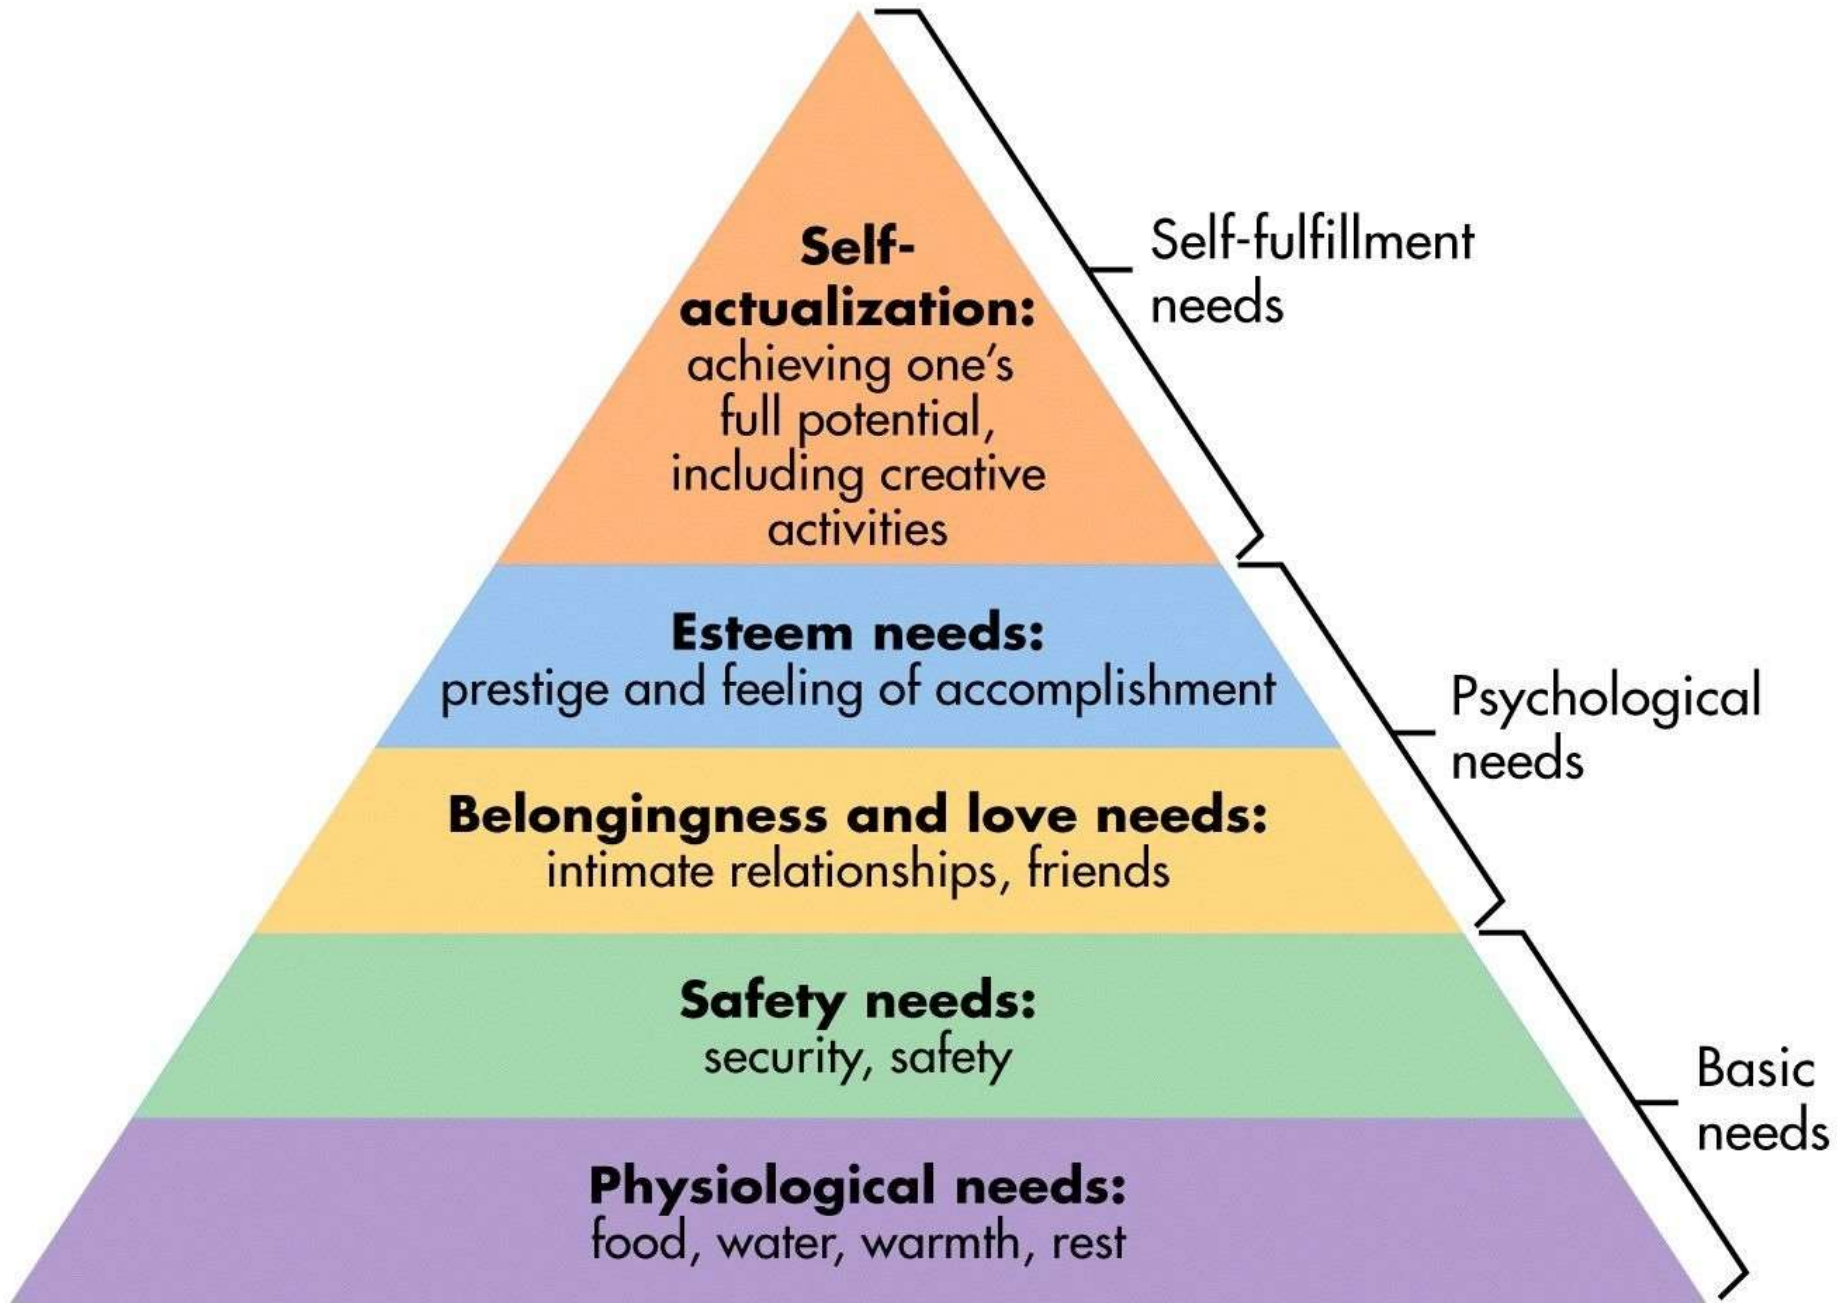 Self-
actualization:
achieving one's
full potential,
including creative
activities
Self-fulfillment
needs
Esteem needs:
prestige and feeling of accomplishment
Psychological
needs
Belongingness and love needs:
intimate relationships, friends
Safety needs:
security, safety
Basic
needs
Physiological needs:
food, water, warmth, rest